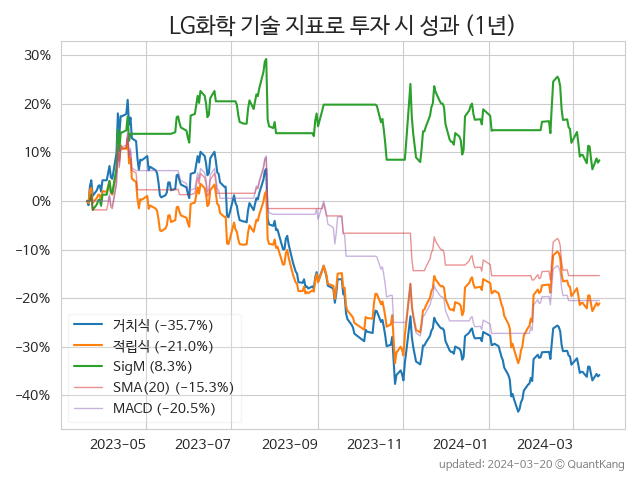 LG화학 기술 지표로 투자 시 성과 (1년)
30%
20%
10%
0%
−10%
−20%
−30%
−40%
거치식 (−35.7%)
적립식 (−21.0%)
SigM (8.3%)
SMA(20) (−15.3%)
MACD (−20.5%)
2023-05 2023-07 2023-09 2023-11 2024-01 2024-03
updated: 2024-03-20 © QuantKang